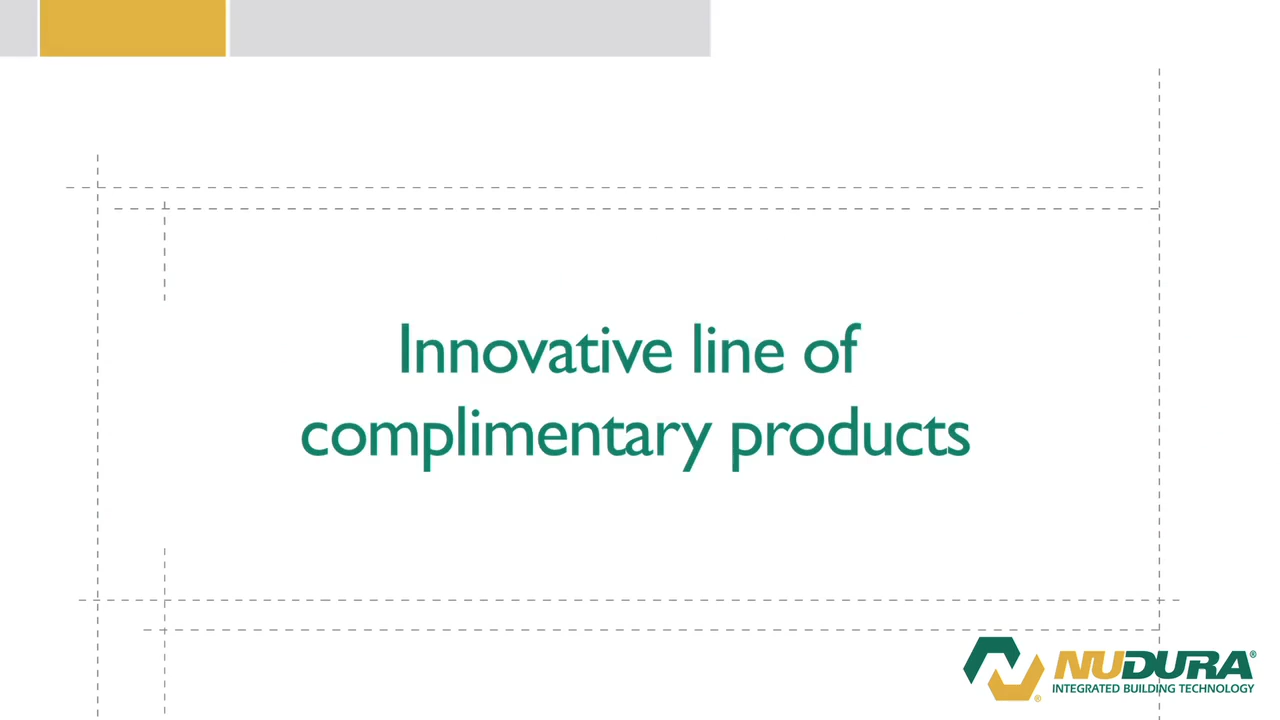 Innovative line of
complimentary products
NUDURA®
®
INTEGRATED BUILDING TECHNOLOGY